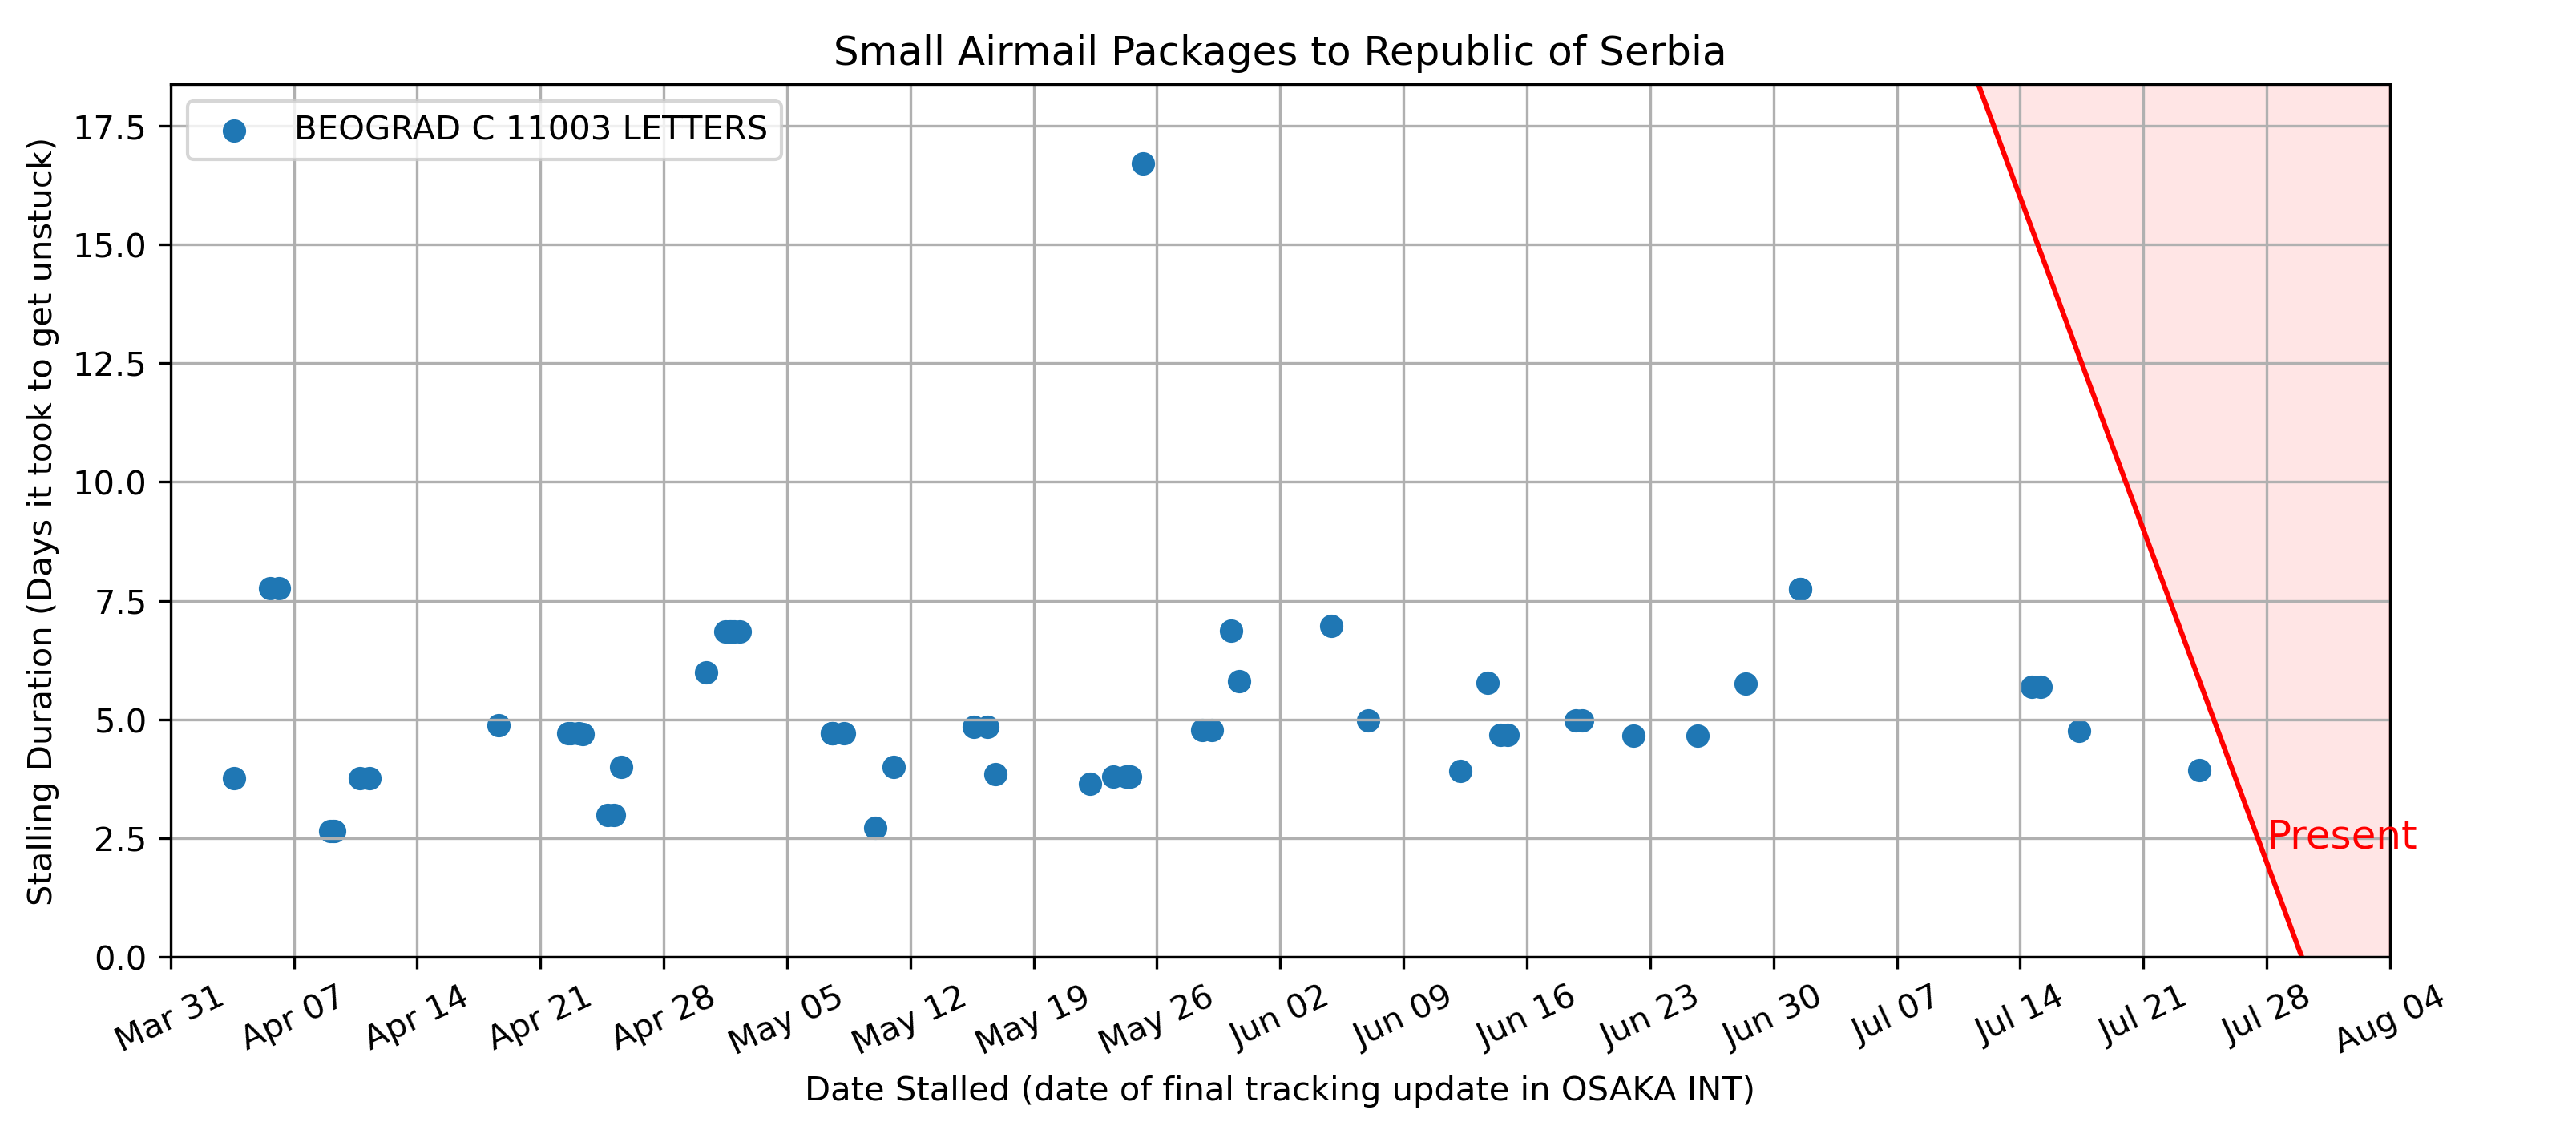 Small Airmail Packages to Republic of Serbia
BEOGRAD C 11003 LETTERS
Stalling Duration (Days it took to get unstuck)
17.5
15.0
12.5
10.0
7.5
5.0
2.5
0.0
Present
Mar 31 Apr 07 Apr 14 Apr 21 Apr 28 May 05 May 12 May 19 May 26 Jun 02 Jun 09 Jun 16 Jun 23 Jun 30 Jul 07 Jul 14 Jul 21 Jul 28 Aug 04
Date Stalled (date of final tracking update in OSAKA INT)